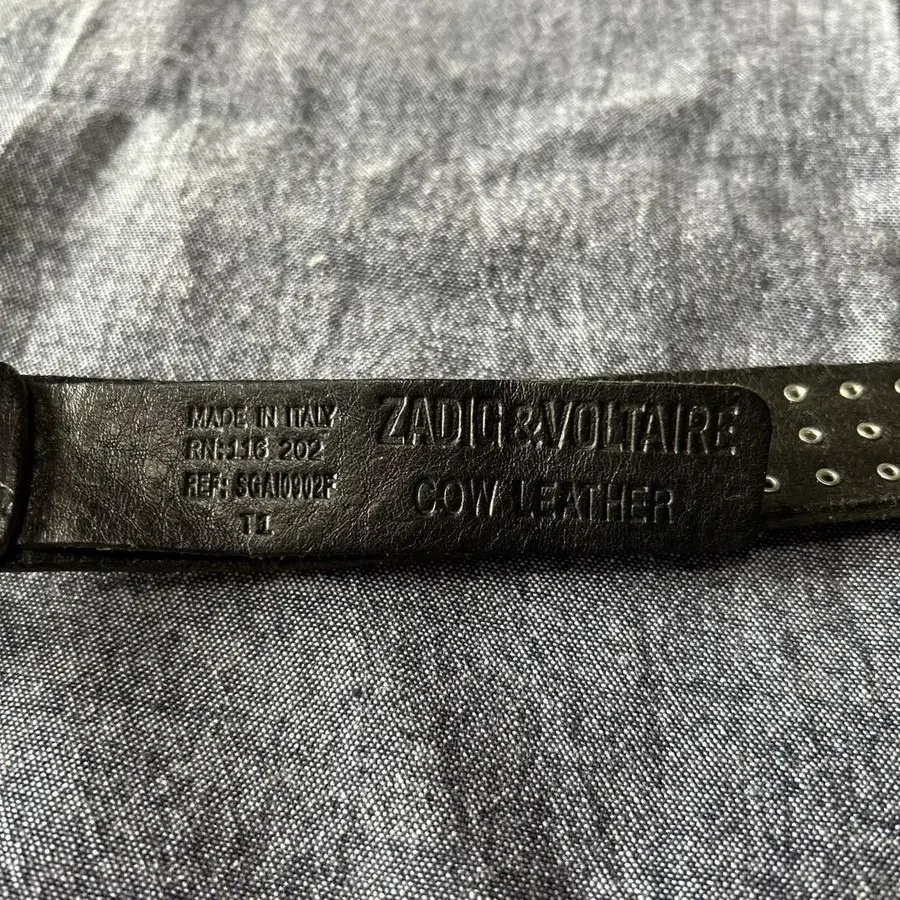 MADE IN ITALY
RN:116 202
REF: SGAI0902F
T1
ZADIG&VOLTAIRE
COW LEATHER